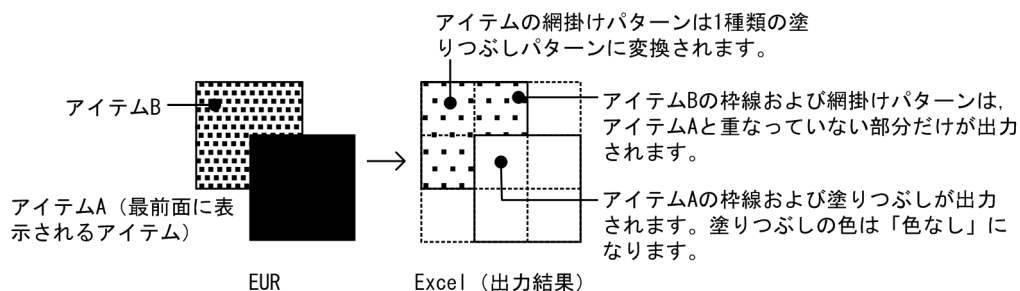 アイテムの網掛けパターンは1種類の塗
りつぶしパターンに変換されます。
アイテムB
アイテムBの枠線および網掛けパターンは,
アイテムAと重なっていない部分だけが出力
されます。
アイテムA（最前面に表
示されるアイテム）
アイテムAの枠線および塗りつぶしが出力
されます。塗りつぶしの色は「色なし」に
なります。
EUR
Excel（出力結果）